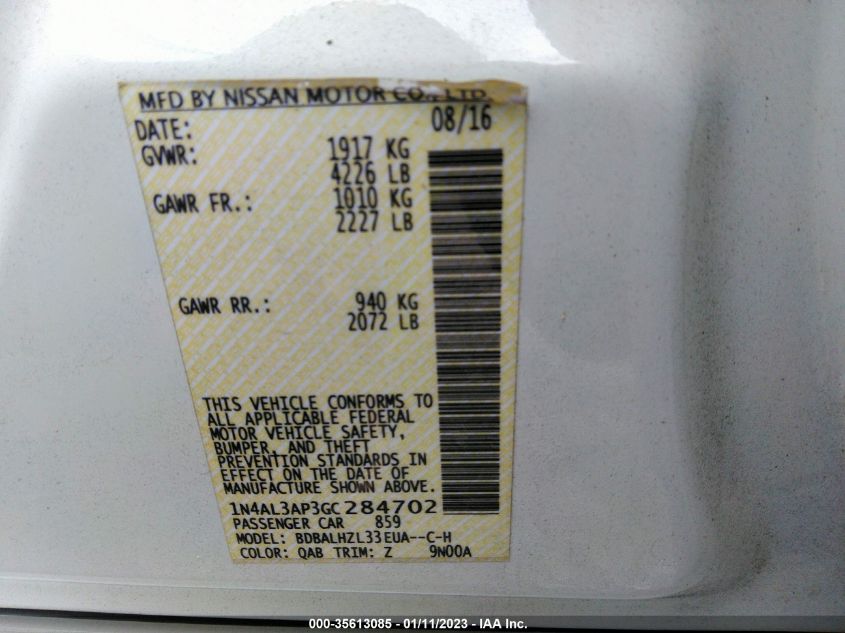 MFD BY NISSAN MOTOR CO., LTD.
DATE: 08/16
GVWR: 1917 KG
4226 LB
GAWR FR.: 1010 KG
2227 LB
GAWR RR.: 940 KG
2072 LB
THIS VEHICLE CONFORMS TO
ALL APPLICABLE FEDERAL
MOTOR VEHICLE SAFETY,
BUMPER, AND THEFT
PREVENTION STANDARDS IN
EFFECT ON THE DATE OF
MANUFACTURE SHOWN ABOVE.
1N4AL3AP3GC284702
PASSENGER CAR 859
MODEL: BDBALHZL33EUA--C-H
COLOR: QAB TRIM: Z 9N00A
000-35613085 - 01/11/2023 - IAA Inc.